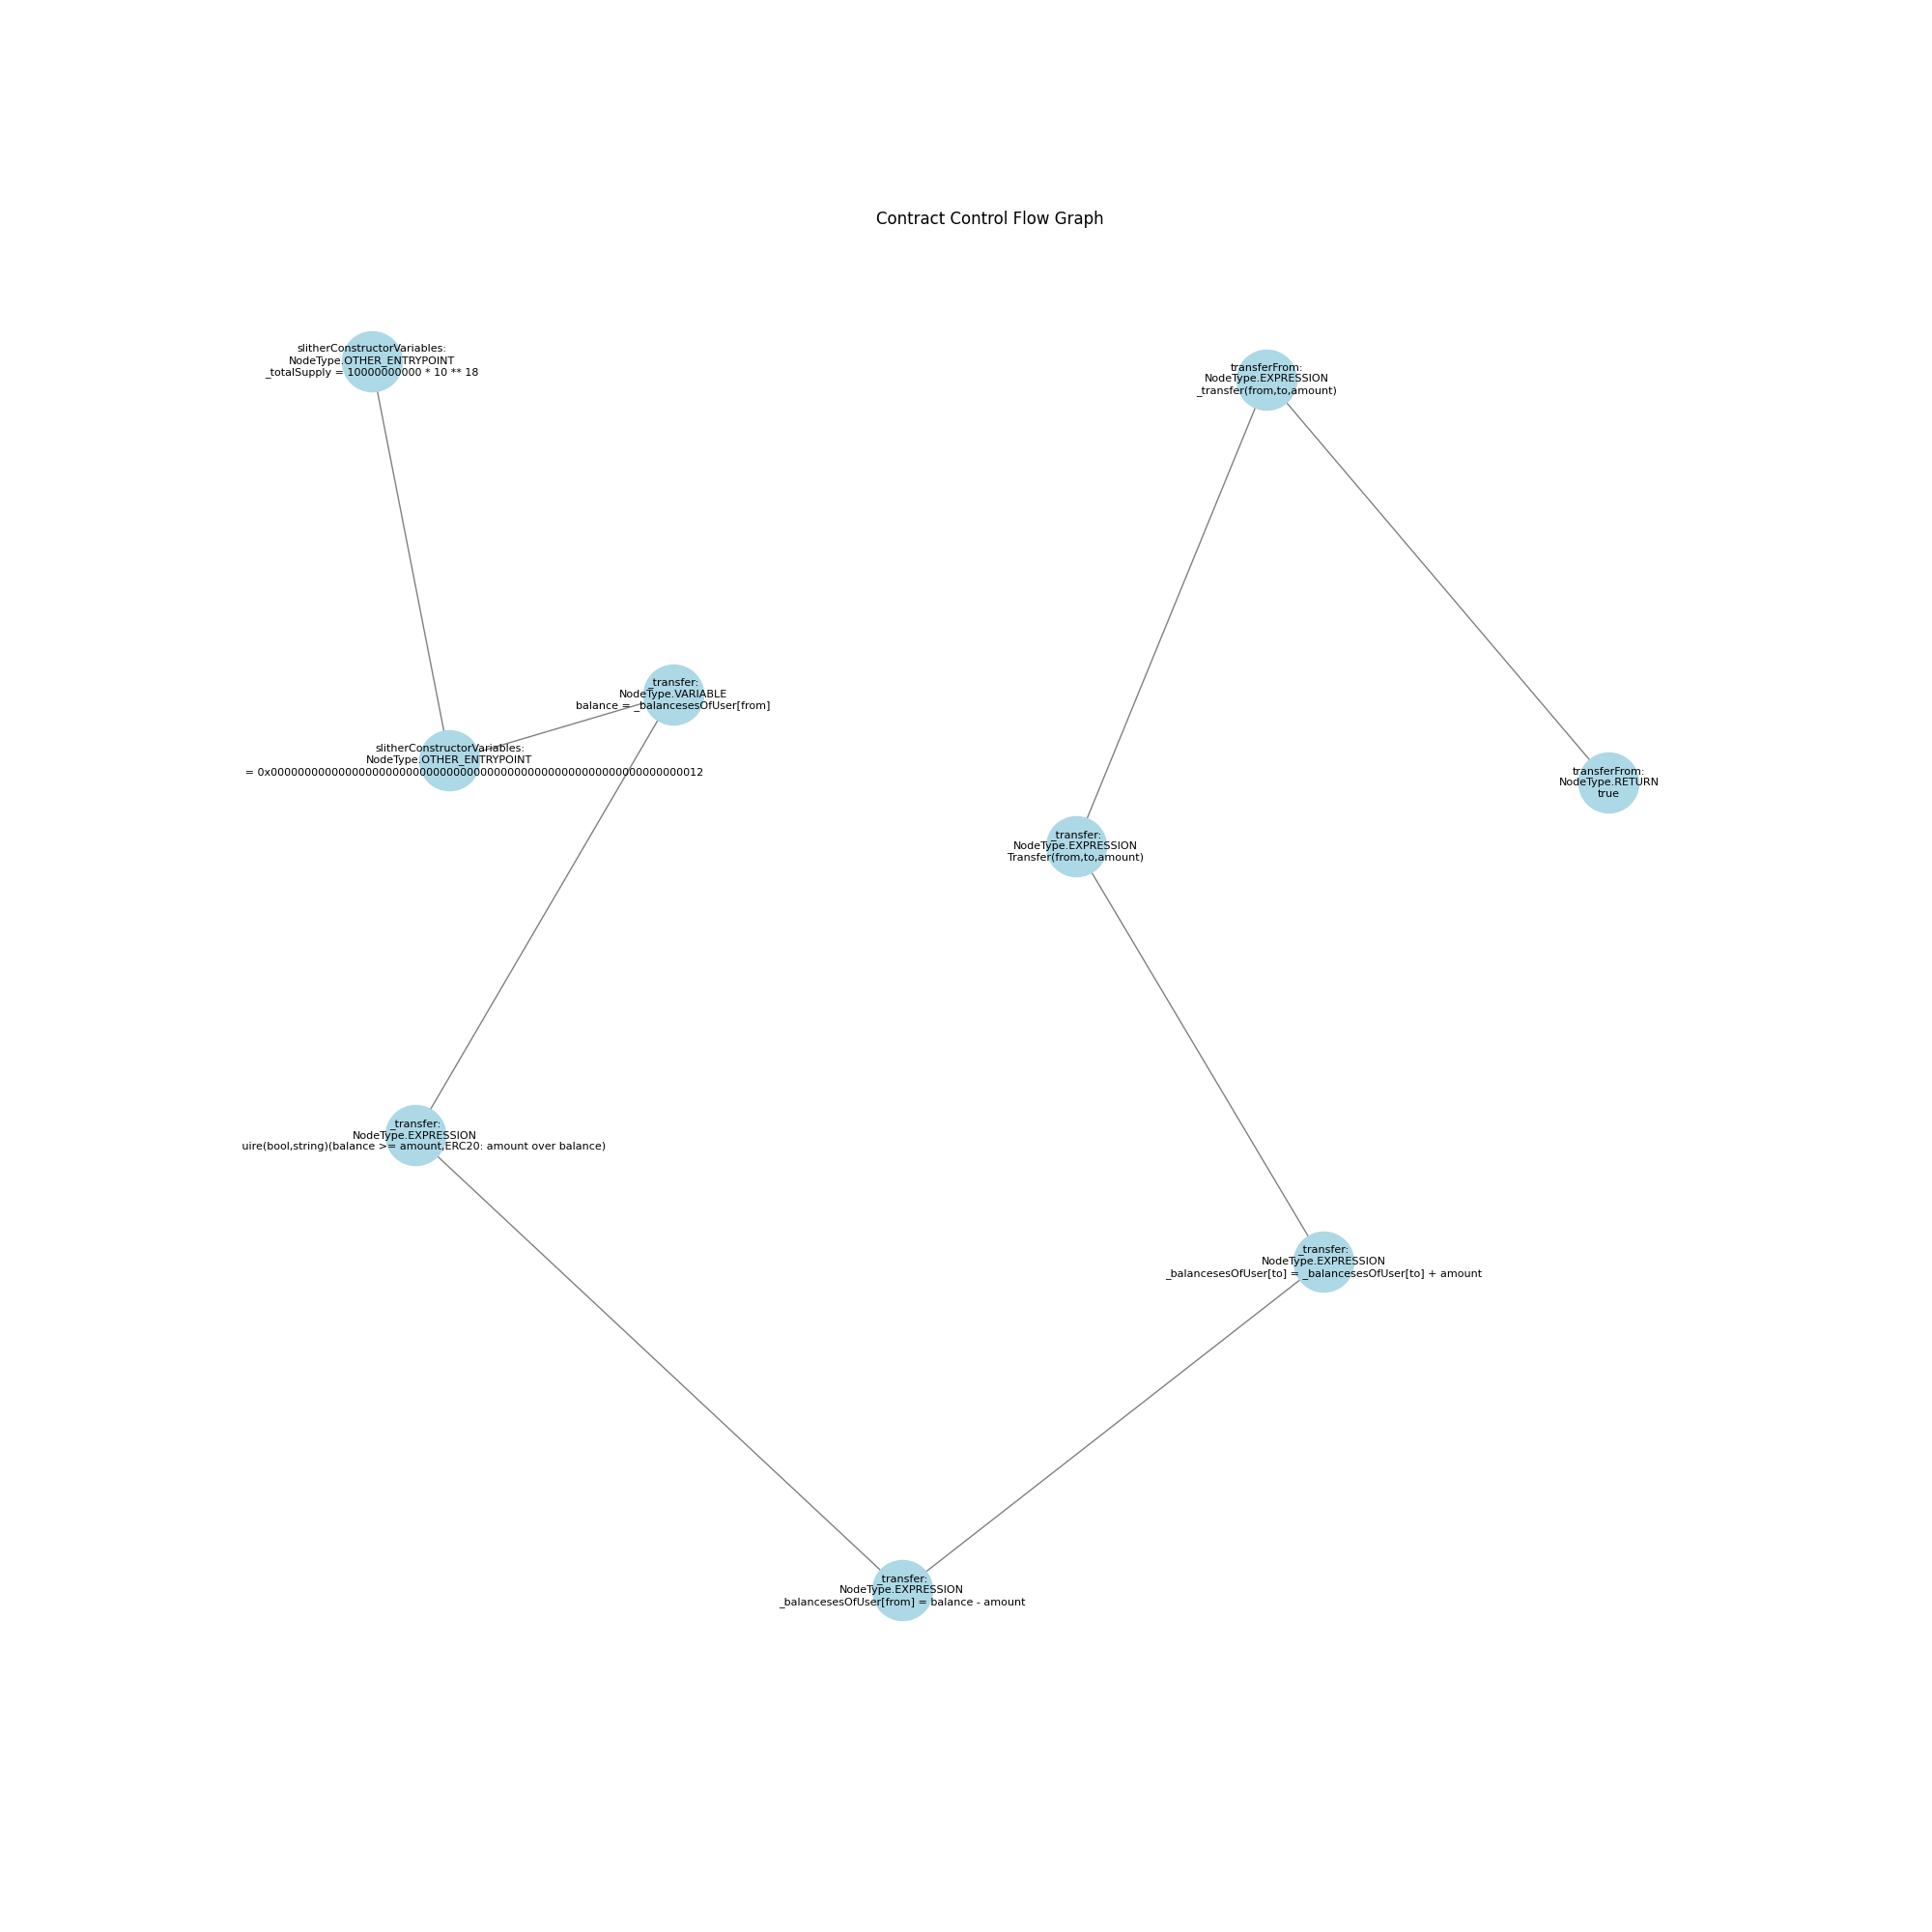 Contract Control Flow Graph
slitherConstructorVariables:
NodeType.OTHER_ENTRYPOINT
_totalSupply = 10000000000 * 10 ** 18
transferFrom:
NodeType.EXPRESSION
_transfer(from,to,amount)
_transfer:
NodeType.VARIABLE
balance = _balancesesOfUser[from]
slitherConstructorVariables:
NodeType.OTHER_ENTRYPOINT
transferFrom:
NodeType.RETURN
true
_transfer:
NodeType.EXPRESSION
Transfer(from,to,amount)
_transfer:
NodeType.EXPRESSION
uire(bool,string)(balance >= amount,ERC20: amount over balance)
_transfer:
NodeType.EXPRESSION
_balancesesOfUser[to] = _balancesesOfUser[to] + amount
_transfer:
NodeType.EXPRESSION
_balancesesOfUser[from] = balance - amount